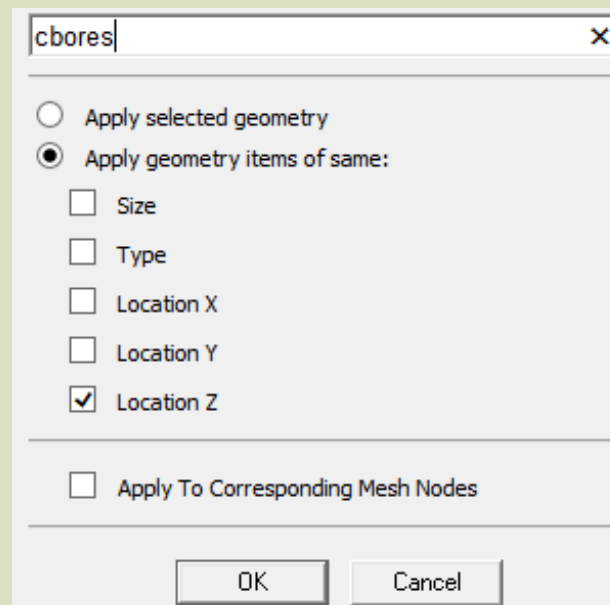 cbores
Apply selected geometry
Apply geometry items of same:
Size
Type
Location X
Location Y
Location Z
Apply To Corresponding Mesh Nodes
OK
Cancel